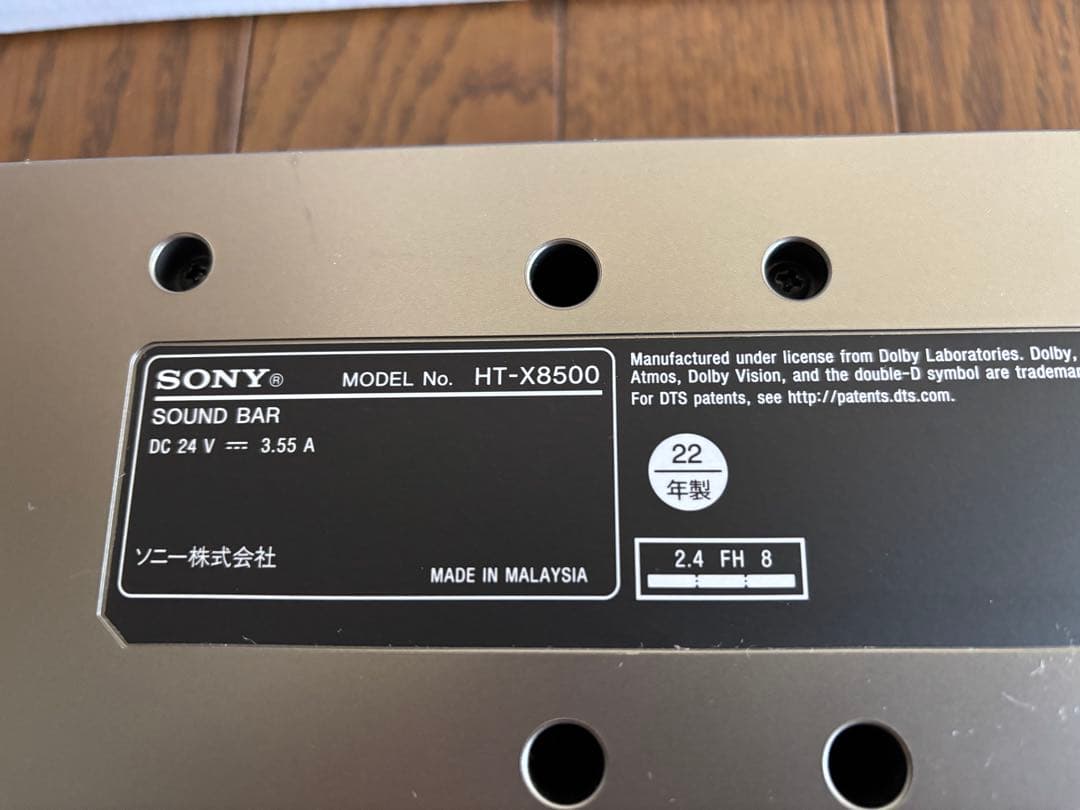 SONY® MODEL No. HT-X8500
SOUND BAR
DC 24 V ⎓ 3.55 A
ソニー株式会社
MADE IN MALAYSIA
Manufactured under license from Dolby Laboratories. Dolby,
Atmos, Dolby Vision, and the double-D symbol are
For DTS patents, see http://patents.dts.com.
22
年製
2.4 FH 8